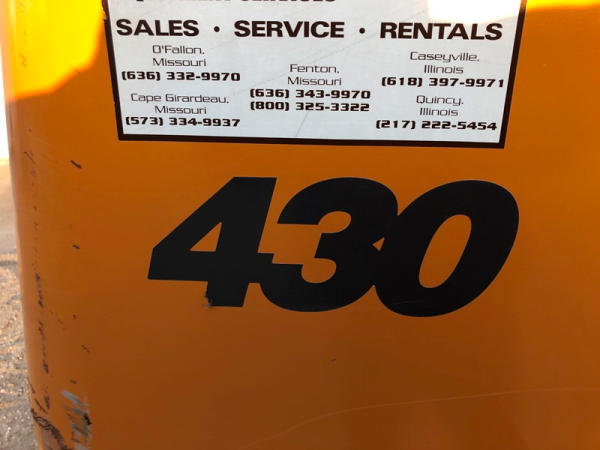 SALES • SERVICE • RENTALS
O'Fallon,
Missouri
(636) 332-9970
Cape Girardeau,
Missouri
(573) 334-9937
Fenton,
Missouri
(636) 343-9970
(800) 325-3322
Caseyville,
Illinois
(618) 397-9971
Quincy,
Illinois
(217) 222-5454
430